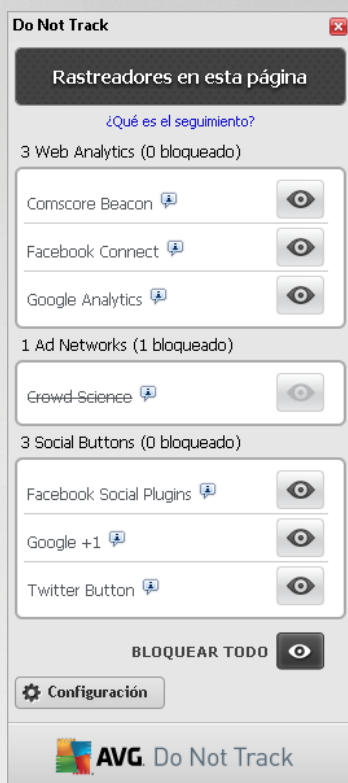 Do Not Track
Rastreadores en esta página
¿Qué es el seguimiento?
3 Web Analytics (0 bloqueado)
Comscore Beacon
Facebook Connect
Google Analytics
1 Ad Networks (1 bloqueado)
Crowd Science
3 Social Buttons (0 bloqueado)
Facebook Social Plugins
Google +1
Twitter Button
BLOQUEAR TODO
Configuración
AVG. Do Not Track